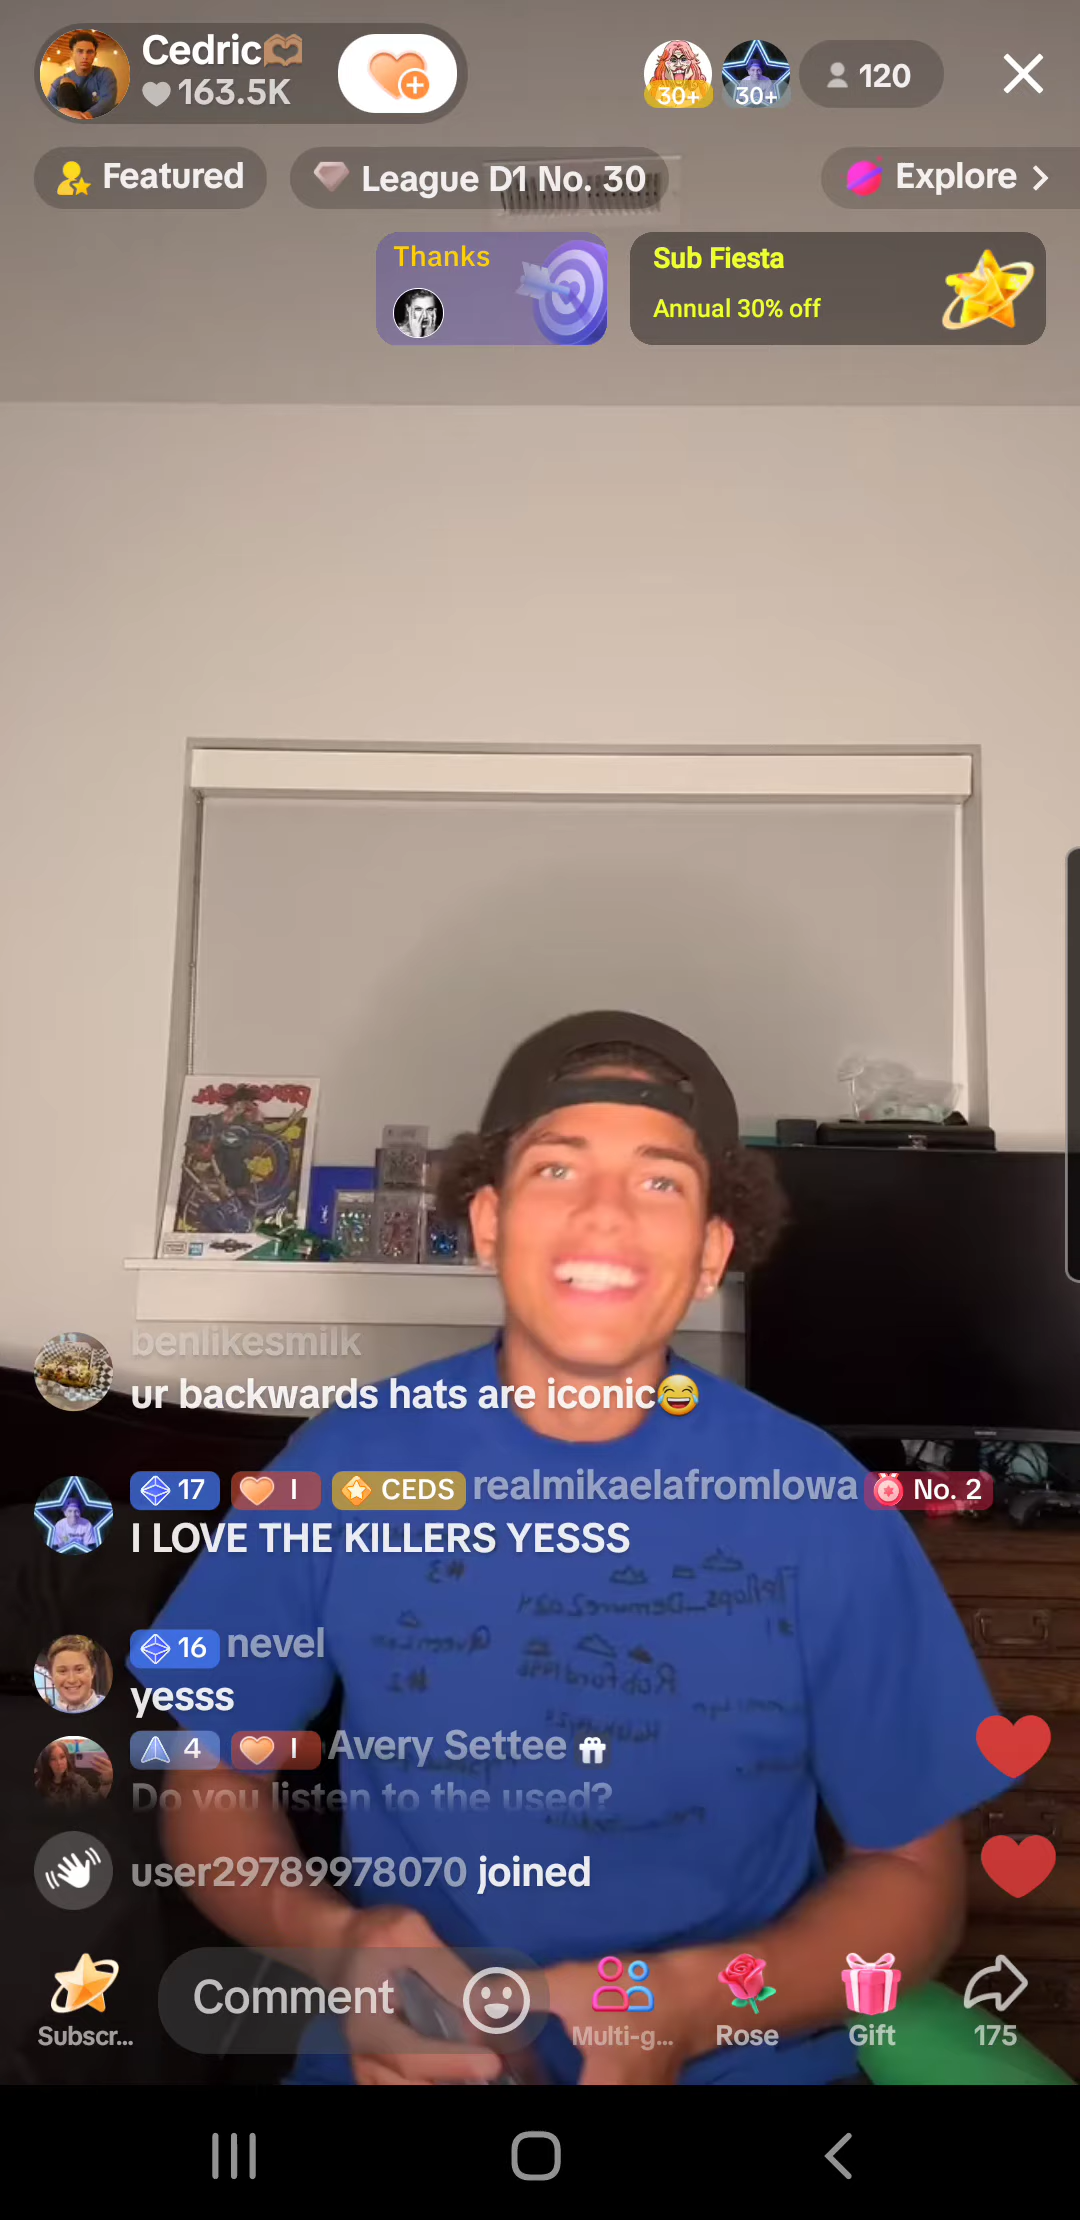 Cedric
163.5K
30+
30+
120
Featured
League D1 No. 30
Explore
Thanks
Sub Fiesta
Annual 30% off
benlikesmilk
ur backwards hats are iconic😂
17 I CEDS realmikaelafromIowa No. 2
I LOVE THE KILLERS YESSS
16 nevel
yesss
4 I Avery Settee
Do you listen to the used?
user29789978070 joined
Comment
Subscr...
Multi-g...
Rose
Gift
175